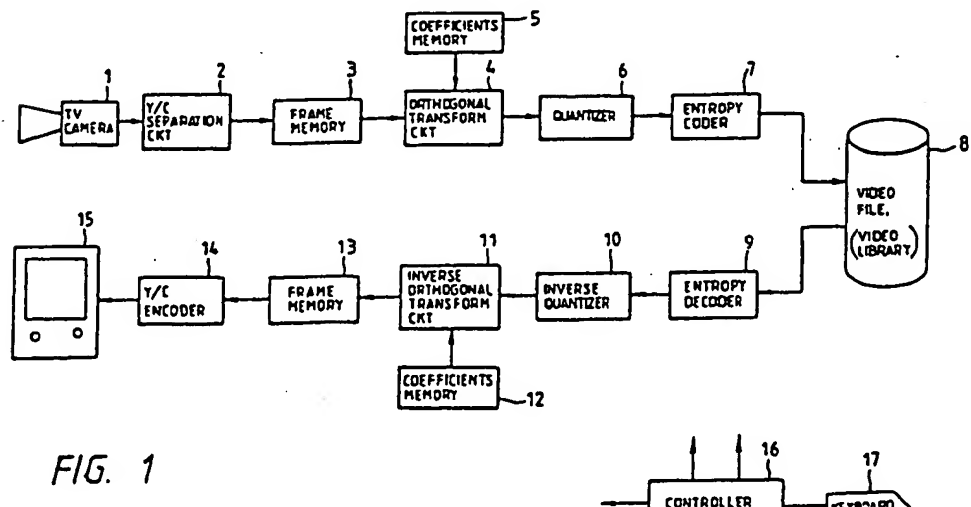 COEFFICIENTS
MEMORY
5
1
2
3
4
6
7
TV
CAMERA
Y/C
SEPARATION
CKT
FRAME
MEMORY
ORTHOGONAL
TRANSFORM
CKT
QUANTIZER
ENTROPY
CODER
8
VIDEO
FILE,
(VIDEO
LIBRARY)
15
14
13
11
10
9
Y/C
ENCODER
FRAME
MEMORY
INVERSE
ORTHOGONAL
TRANSFORM
CKT
INVERSE
QUANTIZER
ENTROPY
DECODER
COEFFICIENTS
MEMORY
12
FIG. 1
16
17
CONTROLLER